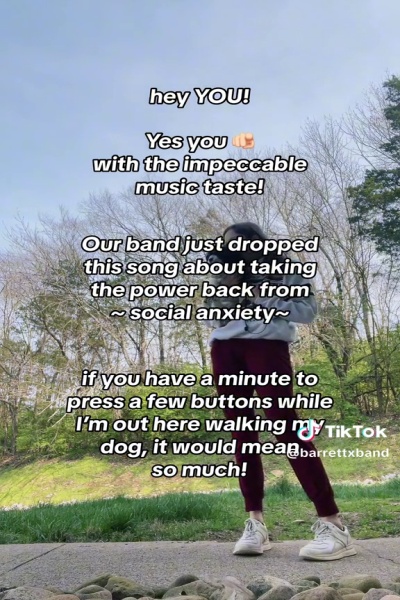 hey YOU!
Yes you 🫵🏻
with the impeccable
music taste!
Our band just dropped
this song about taking
the power back from
~ social anxiety~
if you have a minute to
press a few buttons while
I'm out here walking my
dog, it would mean
so much!
TikTok
@barrettxband